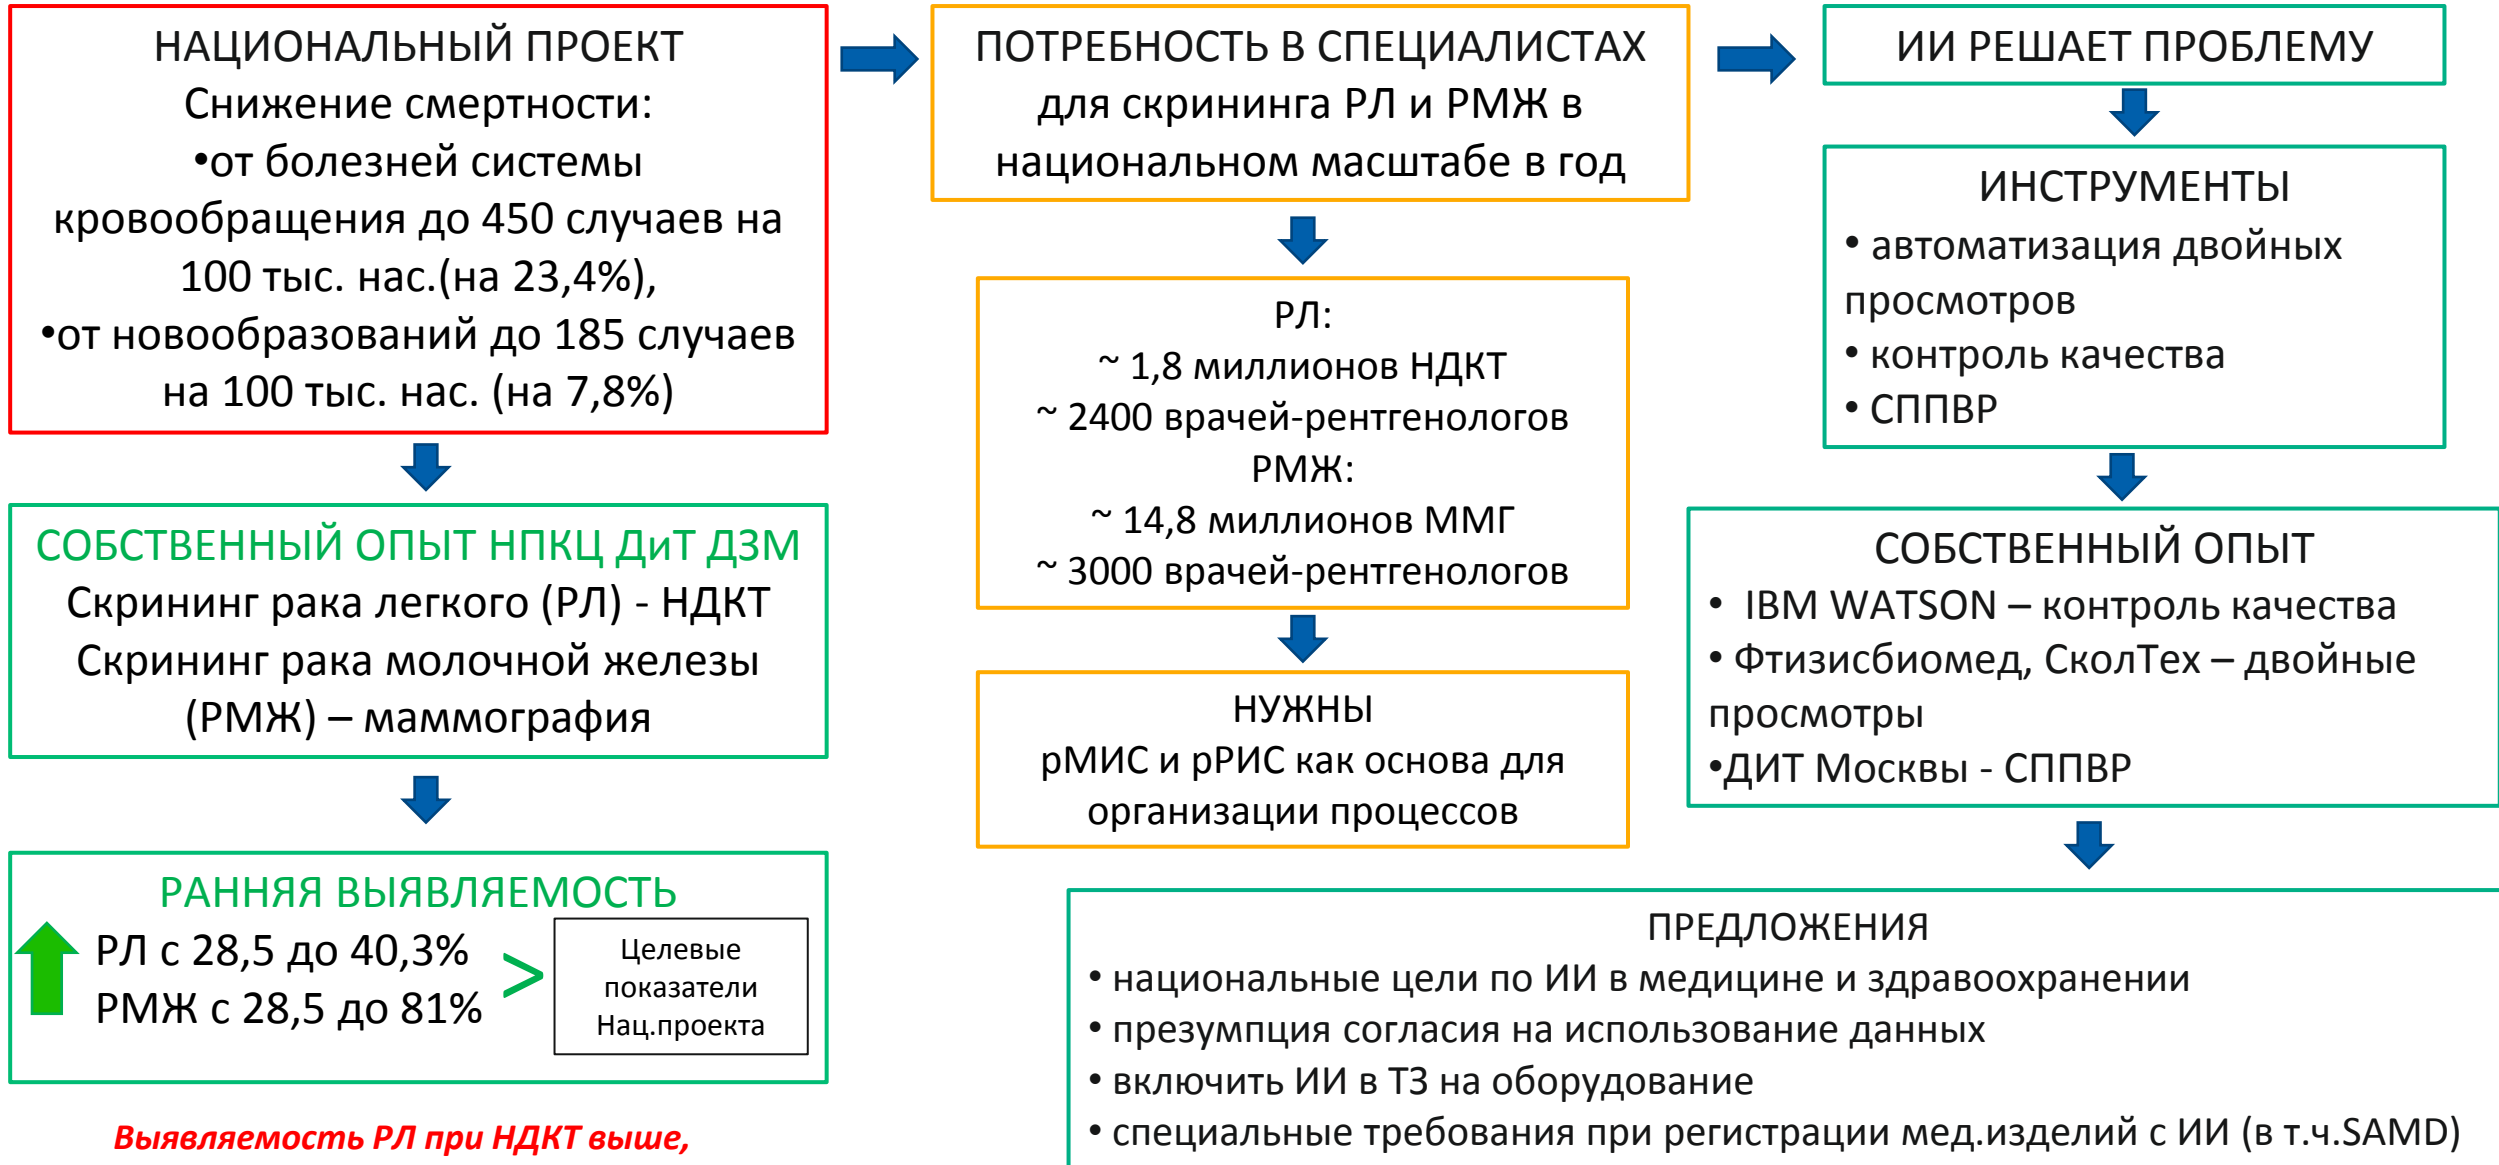 НАЦИОНАЛЬНЫЙ ПРОЕКТ
Снижение смертности:
•от болезней системы
кровообращения до 450 случаев на
100 тыс. нас.(на 23,4%),
•от новообразований до 185 случаев
на 100 тыс. нас. (на 7,8%)
СОБСТВЕННЫЙ ОПЫТ НПКЦ ДиТ ДЗМ
Скрининг рака легкого (РЛ) - НДКТ
Скрининг рака молочной железы
(РМЖ) – маммография
РАННЯЯ ВЫЯВЛЯЕМОСТЬ
РЛ с 28,5 до 40,3%
РМЖ с 28,5 до 81%
>
Целевые
показатели
Нац.проекта
Выявляемость РЛ при НДКТ выше,
ПОТРЕБНОСТЬ В СПЕЦИАЛИСТАХ
для скрининга РЛ и РМЖ в
национальном масштабе в год
РЛ:
~ 1,8 миллионов НДКТ
~ 2400 врачей-рентгенологов
РМЖ:
~ 14,8 миллионов ММГ
~ 3000 врачей-рентгенологов
НУЖНЫ
рМИС и рРИС как основа для
организации процессов
ИИ РЕШАЕТ ПРОБЛЕМУ
ИНСТРУМЕНТЫ
• автоматизация двойных
просмотров
• контроль качества
• СППВР
СОБСТВЕННЫЙ ОПЫТ
• IBM WATSON – контроль качества
• Фтизисбиомед, СколТех – двойные
просмотры
•ДИТ Москвы - СППВР
ПРЕДЛОЖЕНИЯ
• национальные цели по ИИ в медицине и здравоохранении
• презумпция согласия на использование данных
• включить ИИ в ТЗ на оборудование
• специальные требования при регистрации мед.изделий с ИИ (в т.ч.SAMD)